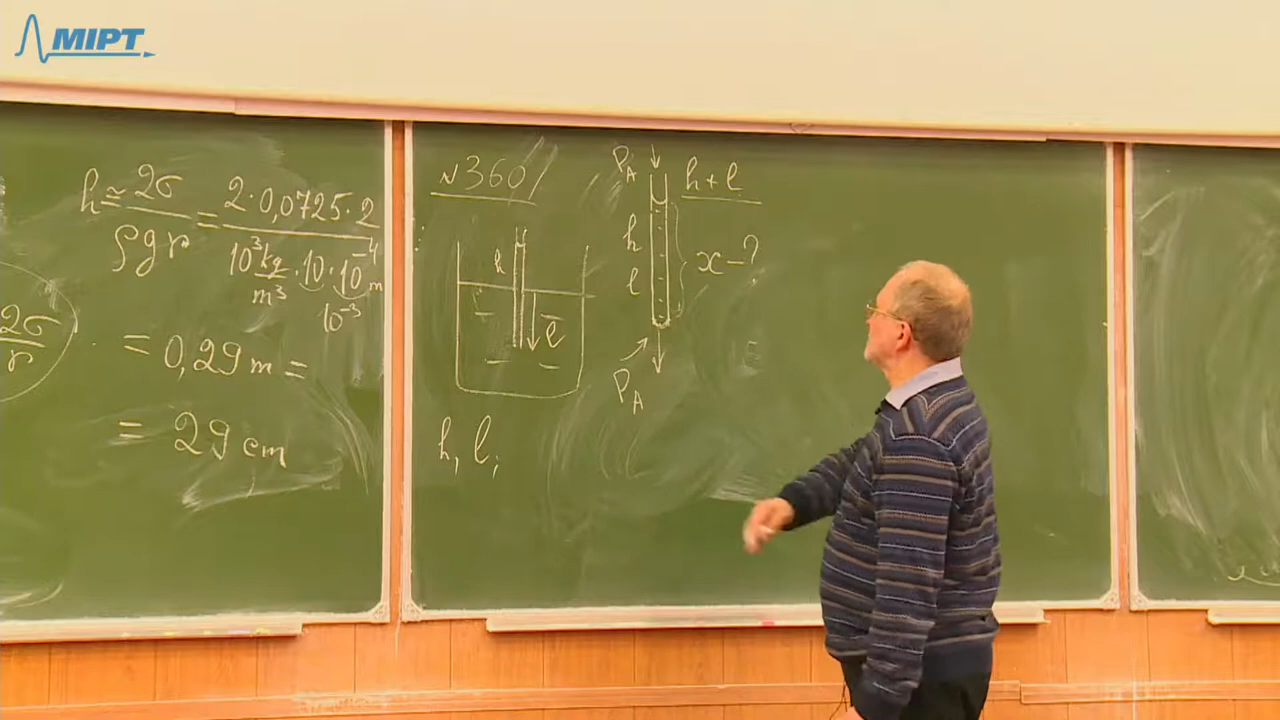 MIPT
h ≃ 2σ/ρgr = 2·0,0725·2/10³ kg/m³ · 10 · 10⁻⁴ m
10⁻³
2σ/r
= 0,29 m =
= 29 cm
№360
h
l
h, l;
P_A
h + l
h
l
x - ?
P_A